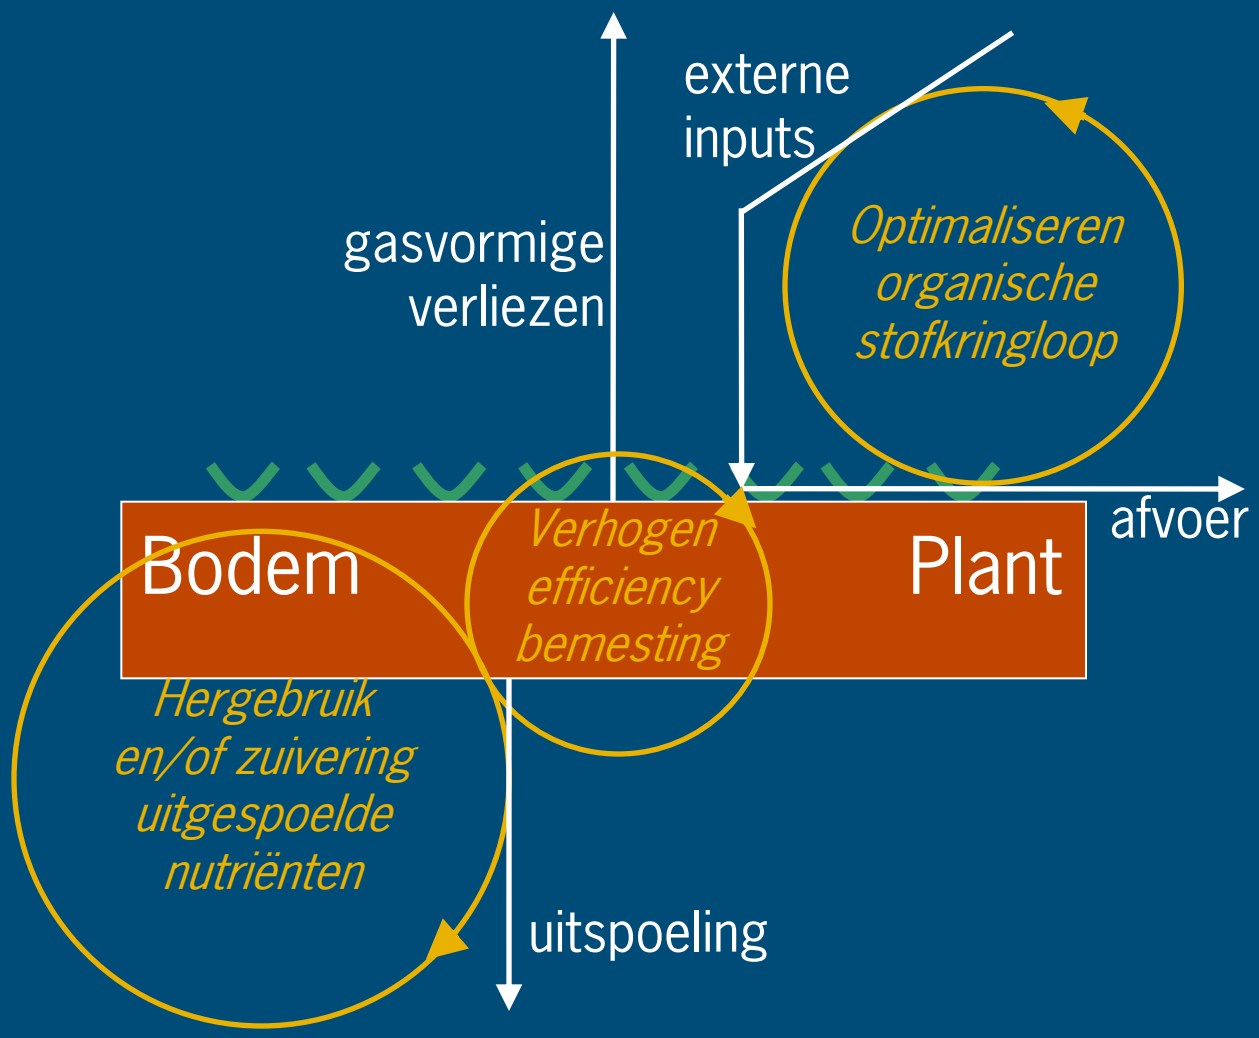 externe
inputs
gasvormige
verliezen
Optimaliseren
organische
stofkringloop
afvoer
Bodem
Verhogen
efficiency
bemesting
Plant
Hergebruik
en/of zuivering
uitgespoelde
nutriënten
uitspoeling